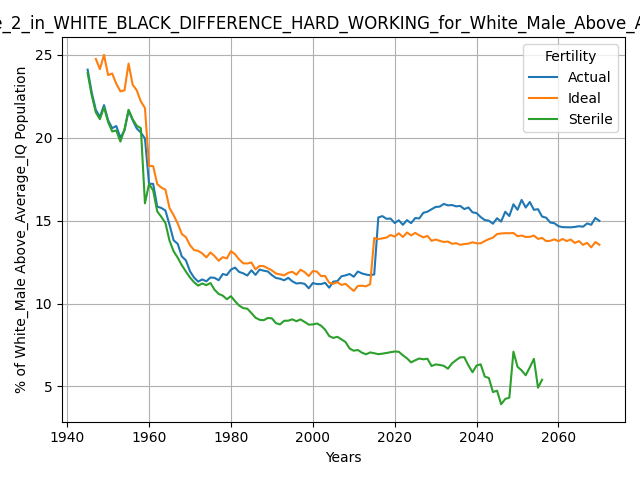 _2_in_WHITE_BLACK_DIFFERENCE_HARD_WORKING_for_White_Male_Above_A
Fertility
Actual
Ideal
Sterile
% of White_Male Above_Average_IQ Population
25
20
15
10
5
1940 1960 1980 2000 2020 2040 2060
Years